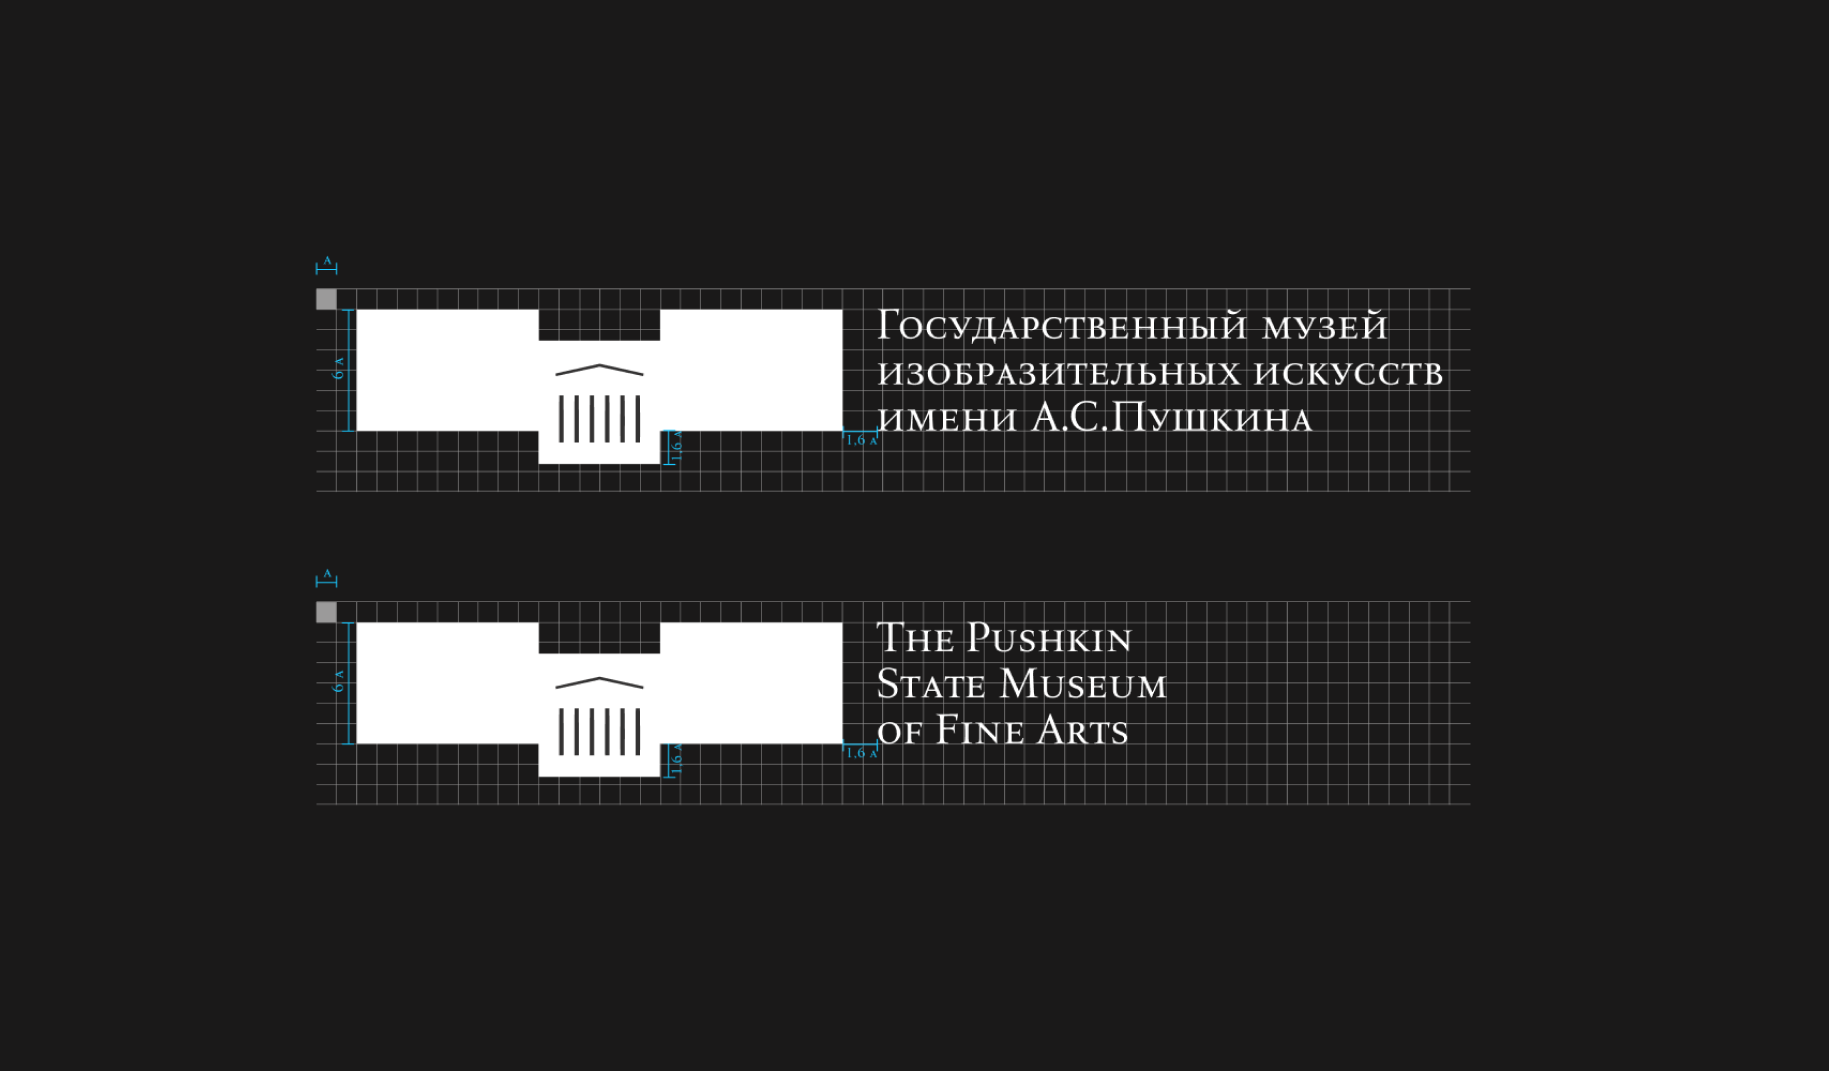 A
6 A
Государственный музей
изобразительных искусств
имени А.С.Пушкина
1,6 A
1,6 A
A
6 A
The Pushkin
State Museum
of Fine Arts
1,6 A
1,6 A